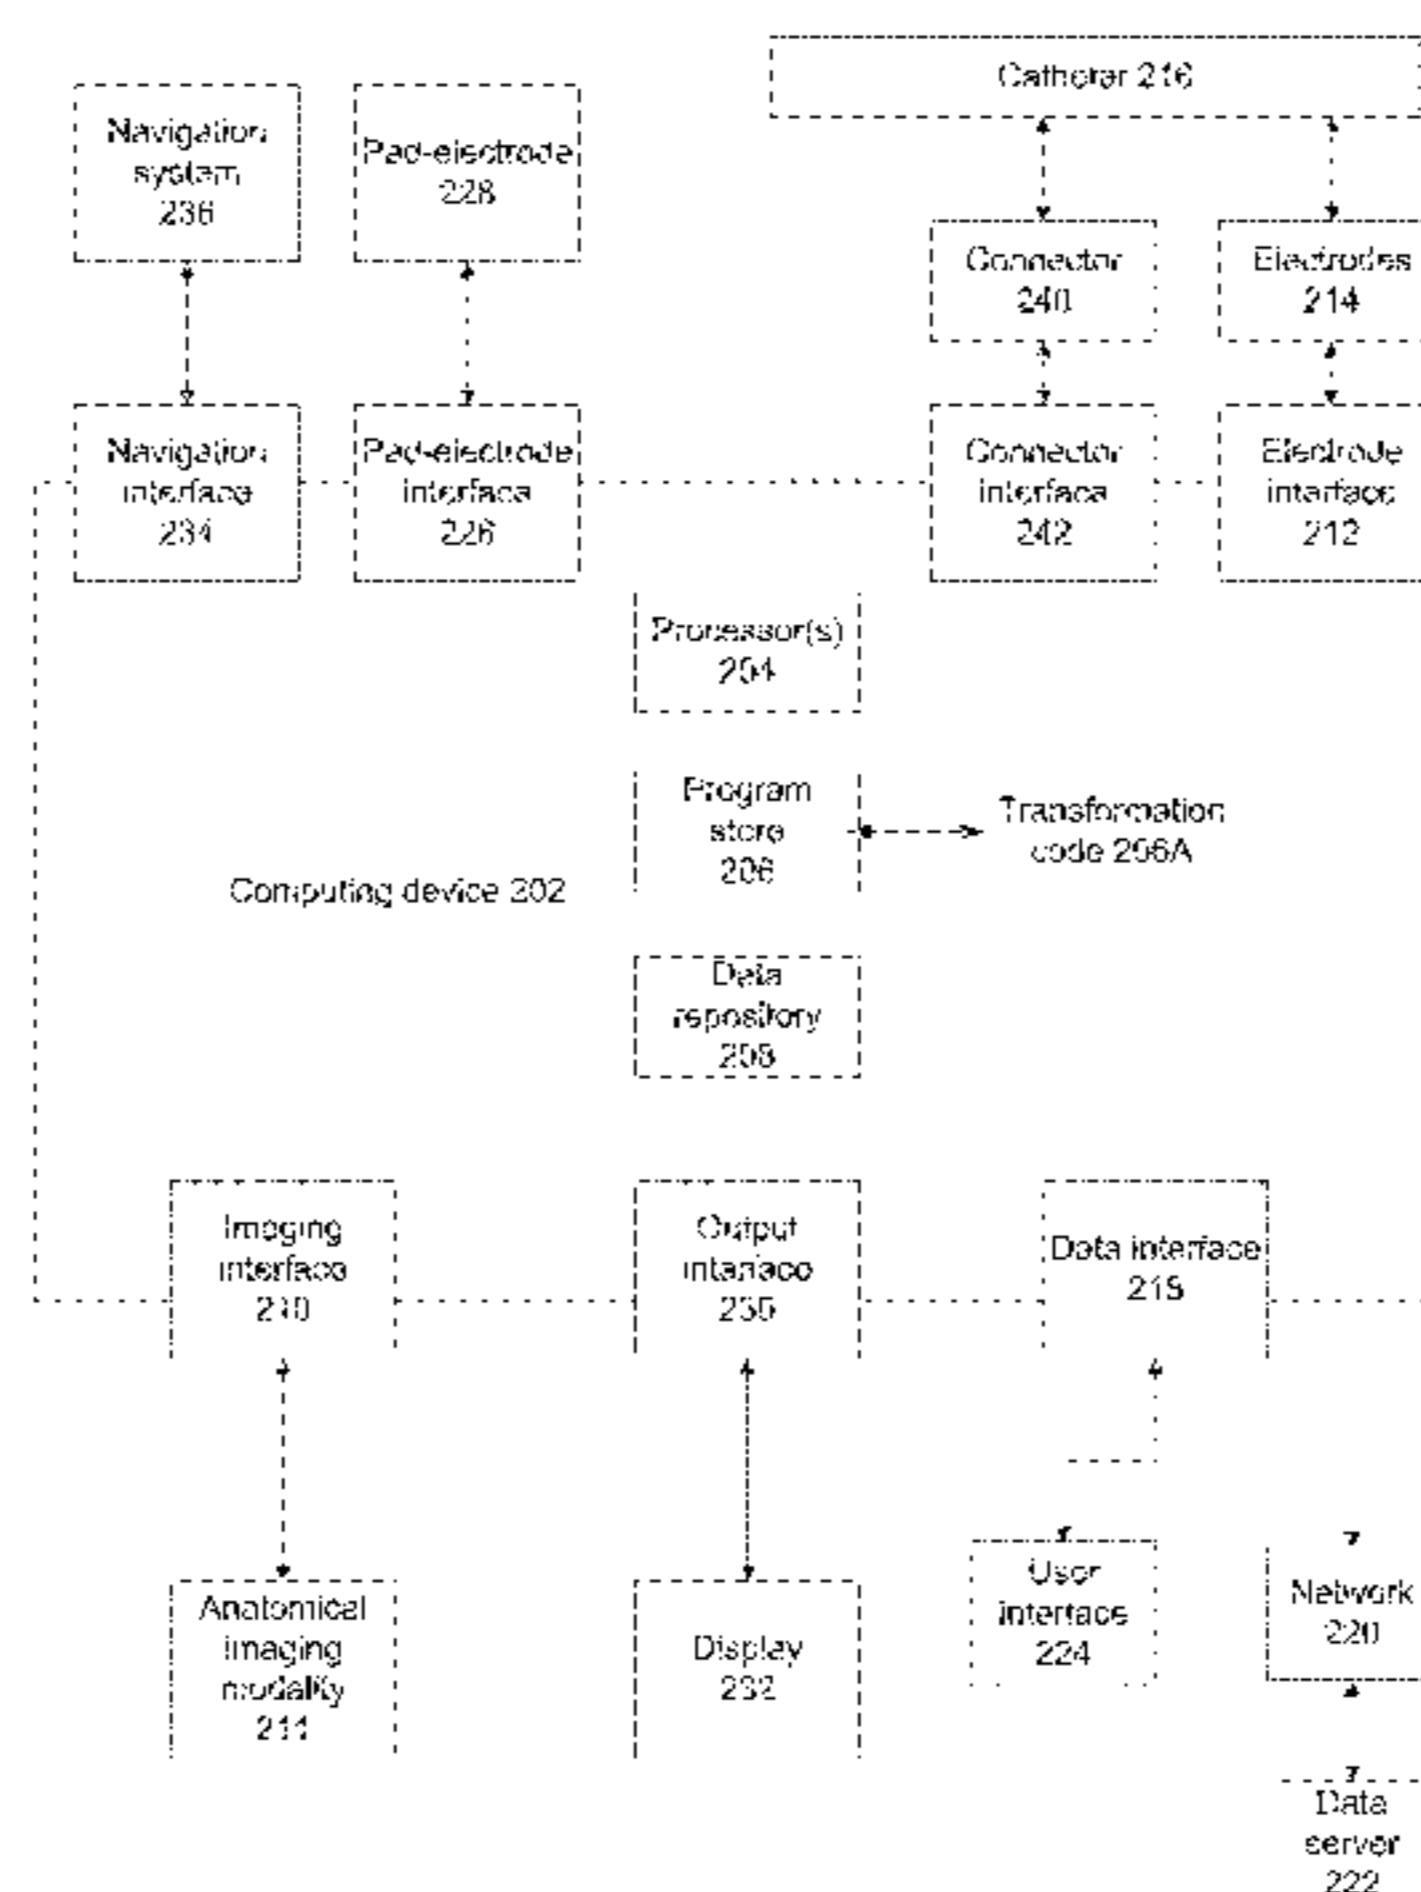 Catheter 216
Navigation
system
236
Pad-electrode
228
Connector
240
Electrodes
214
Navigation
interface
234
Pad-electrode
interface
226
Connector
interface
242
Electrode
interface
212
Processor(s)
204
Program
store
206
Transformation
code 206A
Computing device 202
Data
repository
208
Imaging
interface
210
Output
interface
Data interface
218
Anatomical
imaging
modality
211
Display
232
User
interface
224
Network
220
Data
server
222